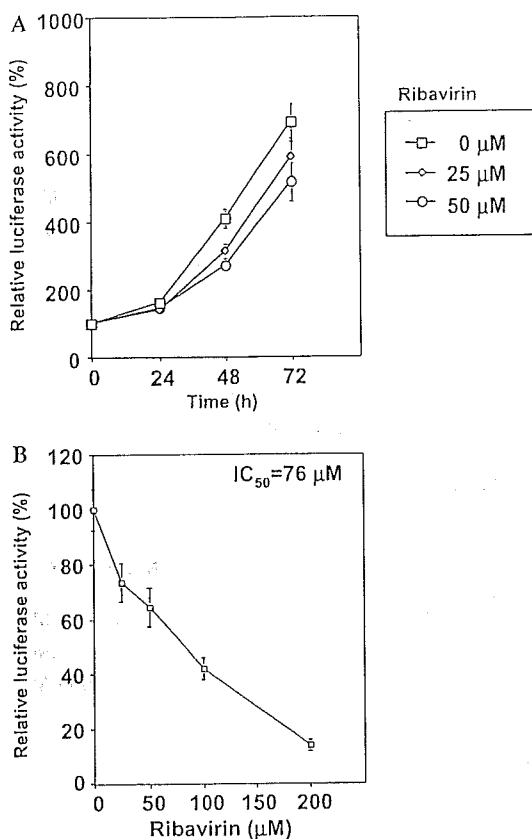 A
Relative luciferase activity (%)
1000
800
600
400
200
0
0 24 48 72
Time (h)
Ribavirin
0 μM
25 μM
50 μM
B
Relative luciferase activity (%)
120
100
80
60
40
20
0
IC50=76 μM
0 50 100 150 200
Ribavirin (μM)